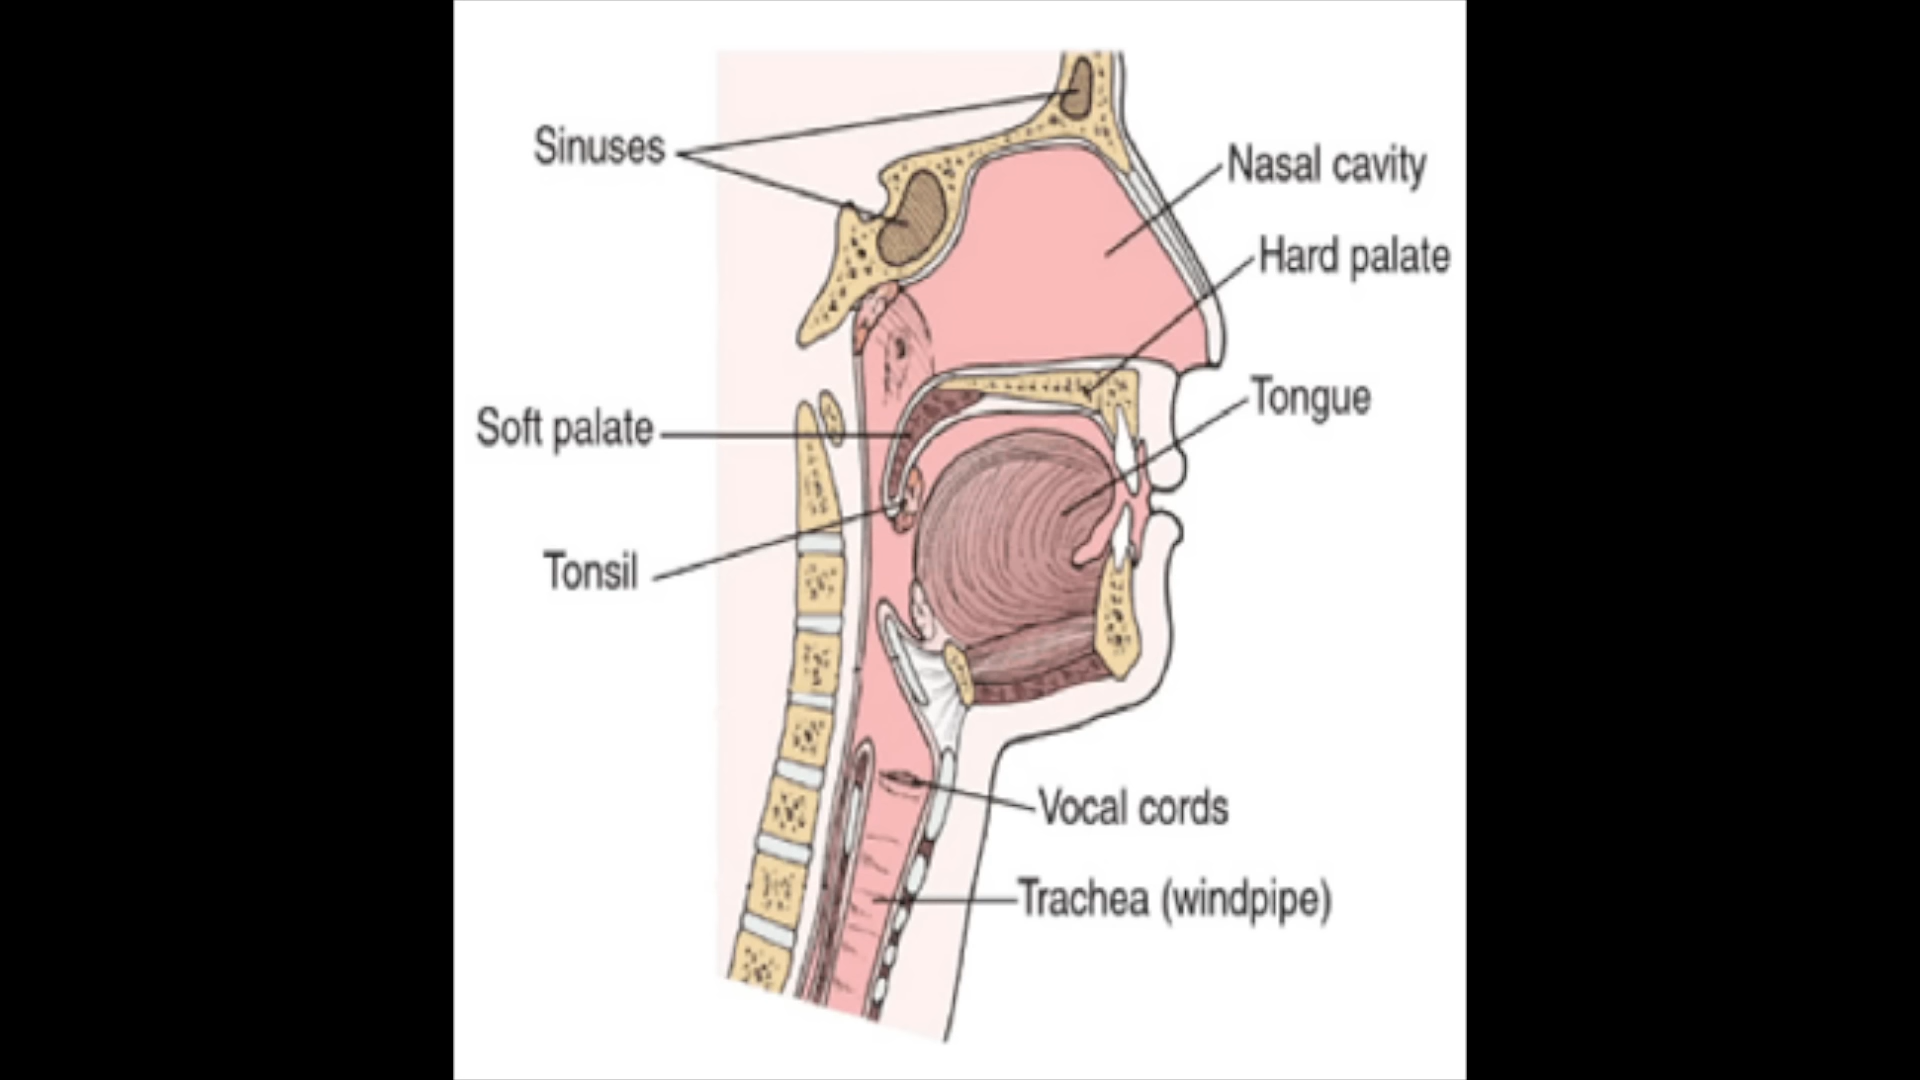 Sinuses
Nasal cavity
Hard palate
Tongue
Soft palate
Tonsil
Vocal cords
Trachea (windpipe)